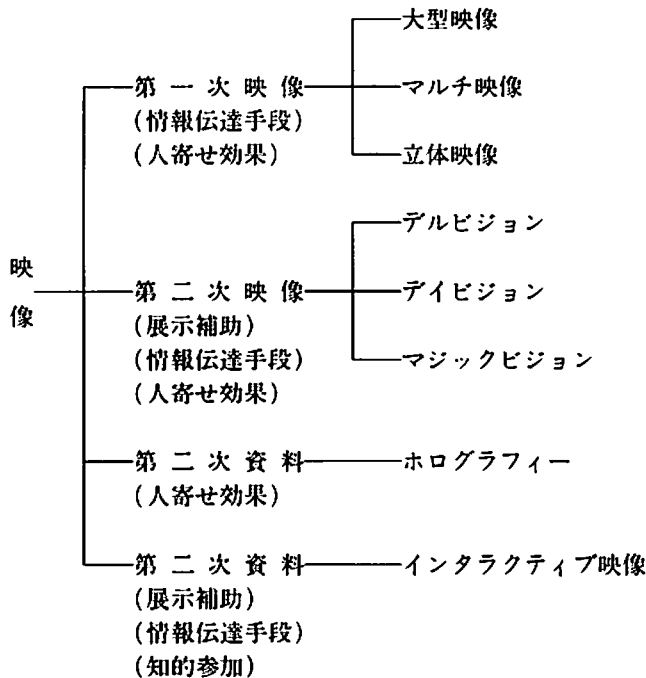 大型映像
第一次映像 マルチ映像
(情報伝達手段)
(人寄せ効果) 立体映像
デルビジョン
映像
第二次映像 デイビジョン
(展示補助)
(情報伝達手段) マジックビジョン
(人寄せ効果)
第二次資料 ホログラフィー
(人寄せ効果)
第二次資料 インタラクティブ映像
(展示補助)
(情報伝達手段)
(知的参加)